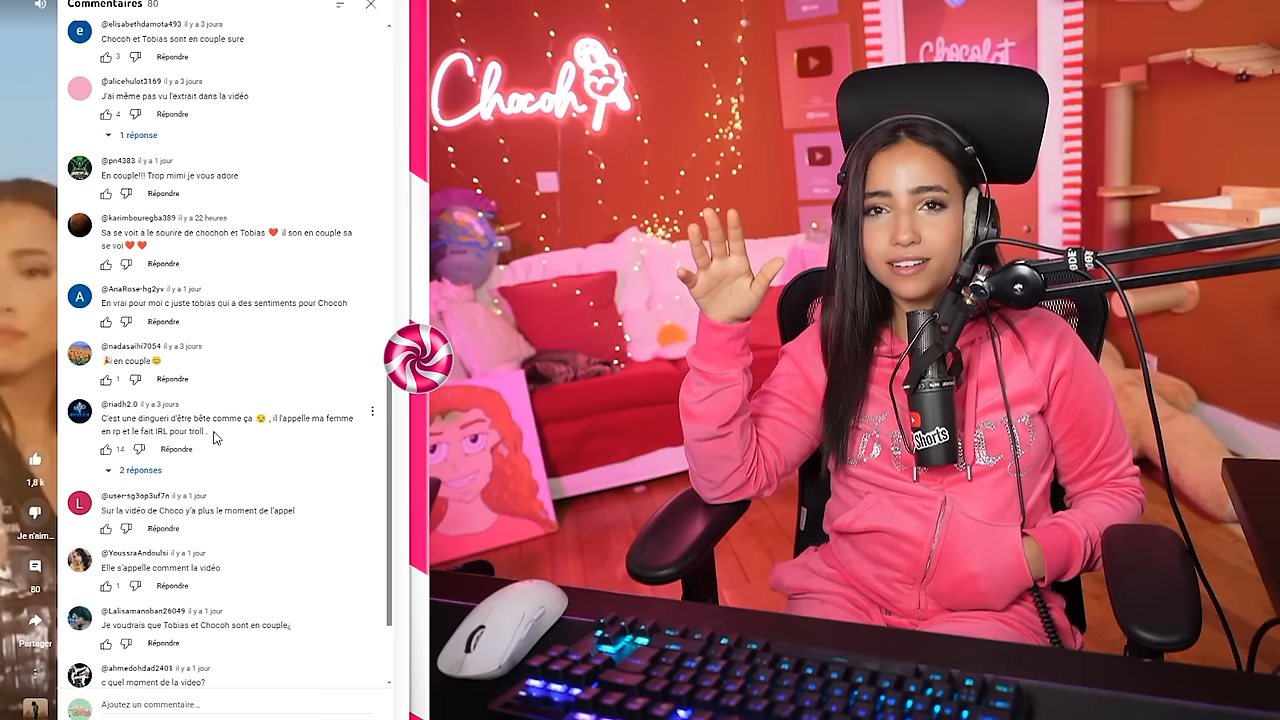 Commentaires 80
@elisabethdamota493 il y a 3 jours
Chocoh et Tobias sont en couple sure
3 Répondre
@alicehulot3169 il y a 3 jours
J'ai même pas vu l'extrait dans la vidéo
4 Répondre
1 réponse
@pn4383 il y a 1 jour
En couple!!! Trop mimi je vous adore
Répondre
@karimbouregba389 il y a 22 heures
Sa se voit a le sourire de chochoh et Tobias ❤️ il son en couple sa
se voi❤️❤️
Répondre
@AnaRose-hg2yv il y a 1 jour
En vrai pour moi c juste tobias qui a des sentiments pour Chocoh
Répondre
@nadasaihi7054 il y a 3 jours
🎉en couple😊
1 Répondre
@riadh2.0 il y a 3 jours
C'est une dingueri d'être bête comme ça 😒 , il l'appelle ma femme
en rp et le fait IRL pour troll .
14 Répondre
2 réponses
@user-sg3op3uf7n il y a 1 jour
Sur la vidéo de Choco y'a plus le moment de l'appel
Répondre
@YoussraAndoulsi il y a 1 jour
Elle s'appelle comment la vidéo
1 Répondre
@Lalisamanoban26049 il y a 1 jour
Je voudrais que Tobias et Chocoh sont en couple¿
Répondre
@ahmedohdad2401 il y a 1 jour
c quel moment de la video?
Ajoutez un commentaire...
1,8 k
Je n'aim...
80
Partager
Chocoh
Chocolat
Shorts